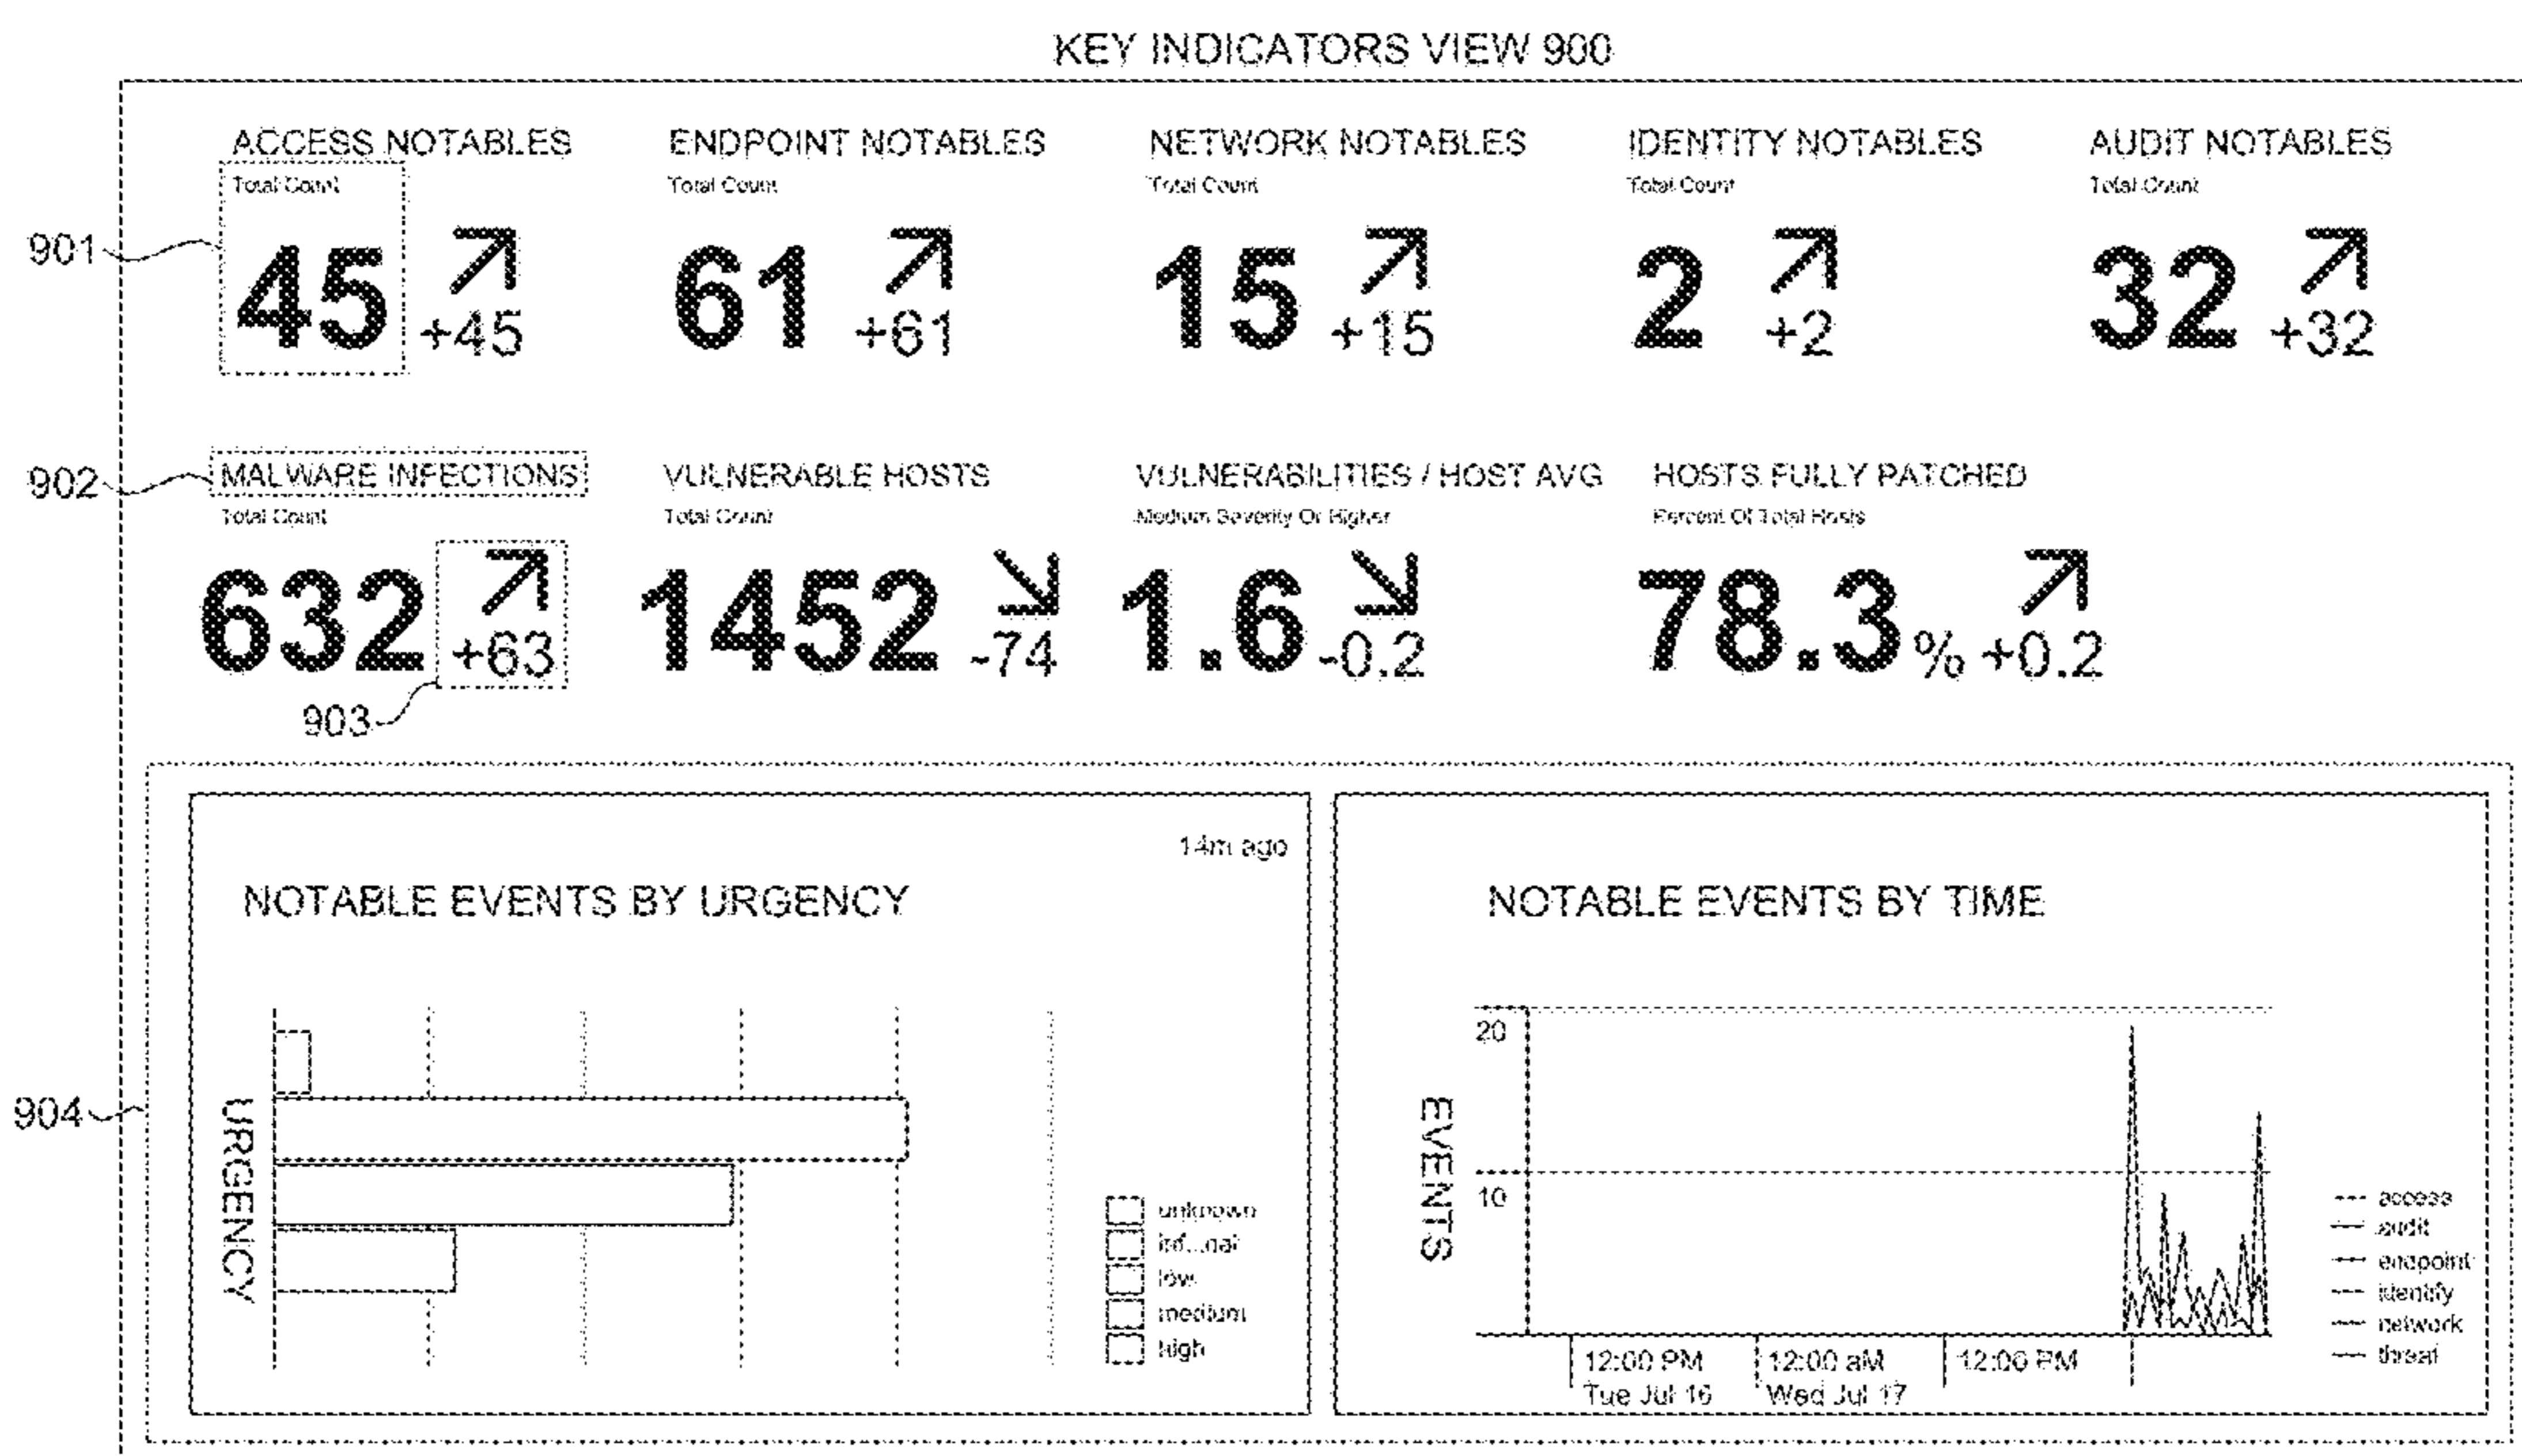 KEY INDICATORS VIEW 900
ACCESS NOTABLES
Total Count
45
+45
ENDPOINT NOTABLES
Total Count
61
+61
NETWORK NOTABLES
Total Count
15
+15
IDENTITY NOTABLES
Total Count
2
+2
AUDIT NOTABLES
Total Count
32
+32
901
902
MALWARE INFECTIONS
Total Count
632
+63
903
VULNERABLE HOSTS
Total Count
1452
-74
VULNERABILITIES / HOST AVG
Medium Severity Or Higher
1.6
-0.2
HOSTS FULLY PATCHED
Percent Of Total Hosts
78.3%
+0.2
904
14m ago
NOTABLE EVENTS BY URGENCY
URGENCY
unknown
inf...nal
low
medium
high
NOTABLE EVENTS BY TIME
EVENTS
20
10
12:00 PM
Tue Jul 16
12:00 aM
Wed Jul 17
12:00 PM
access
audit
endpoint
identify
network
threat